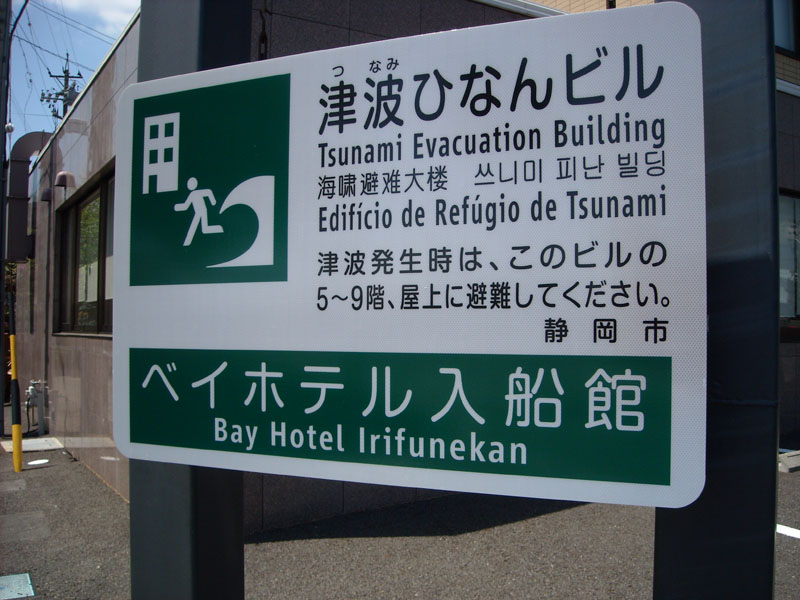 つ なみ
津波ひなんビル
Tsunami Evacuation Building
海啸避难大楼 쓰니미 피난 빌딩
Edifício de Refúgio de Tsunami
津波発生時は、このビルの
5～9階、屋上に避難してください。
静岡市
ベイホテル入船館
Bay Hotel Irifunekan